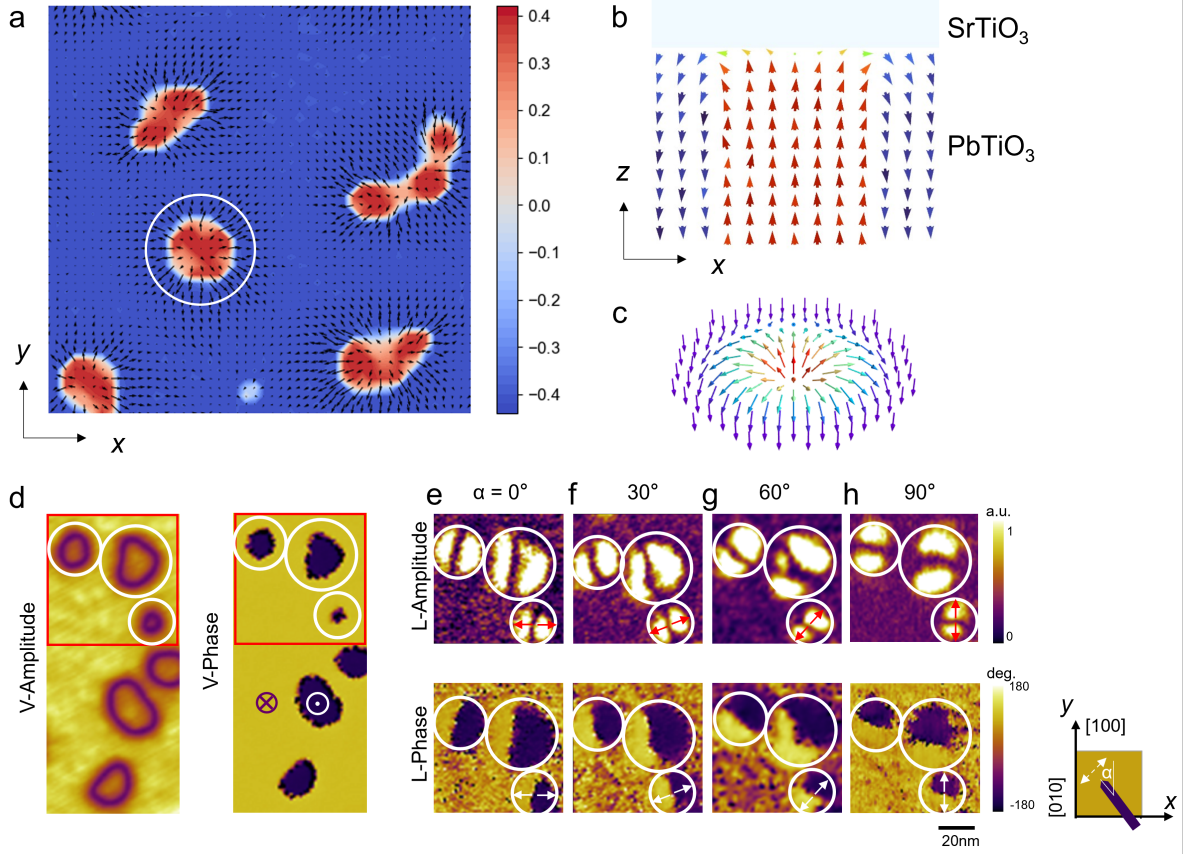 a
0.4
0.3
0.2
0.1
0.0
−0.1
−0.2
−0.3
−0.4
y
x
b
SrTiO3
PbTiO3
z
x
c
d
V-Amplitude
V-Phase
e
α = 0°
f
30°
g
60°
h
90°
L-Amplitude
a.u.
1
0
L-Phase
deg.
180
-180
20nm
y
[100]
α
[010]
x